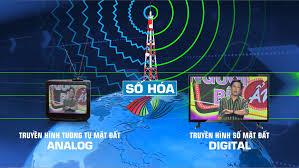 SỐ HÓA
TRUYỀN HÌNH TƯƠNG TỰ MẶT ĐẤT
ANALOG
TRUYỀN HÌNH SỐ MẶT ĐẤT
DIGITAL